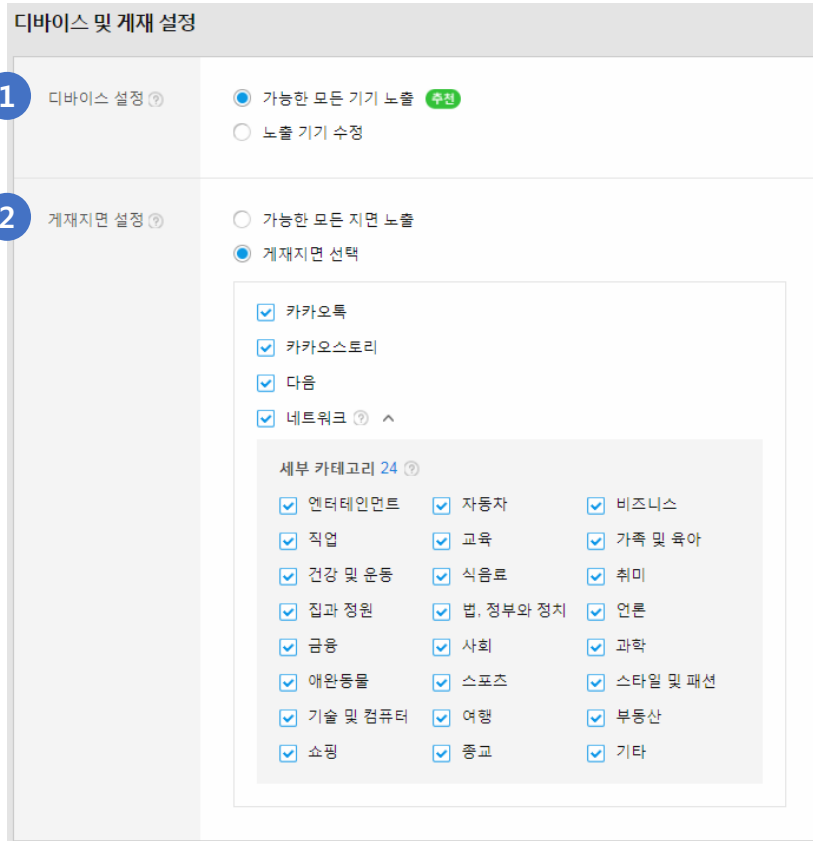 디바이스 및 게재 설정
1 디바이스 설정 ? 가능한 모든 기기 노출 추천
노출 기기 수정
2 게재지면 설정 ? 가능한 모든 지면 노출
게재지면 선택
카카오톡
카카오스토리
다음
네트워크 ?
세부 카테고리 24 ?
엔터테인먼트 자동차 비즈니스
직업 교육 가족 및 육아
건강 및 운동 식음료 취미
집과 정원 법, 정부와 정치 언론
금융 사회 과학
애완동물 스포츠 스타일 및 패션
기술 및 컴퓨터 여행 부동산
쇼핑 종교 기타